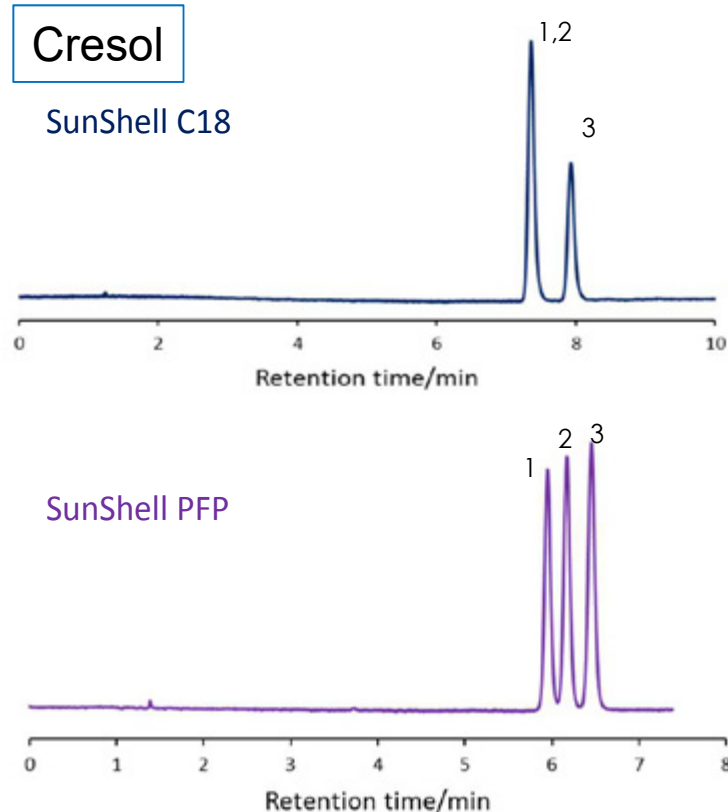 Cresol
SunShell C18
1,2
3
0 2 4 6 8 10
Retention time/min
SunShell PFP
1 2 3
0 1 2 3 4 5 6 7 8
Retention time/min